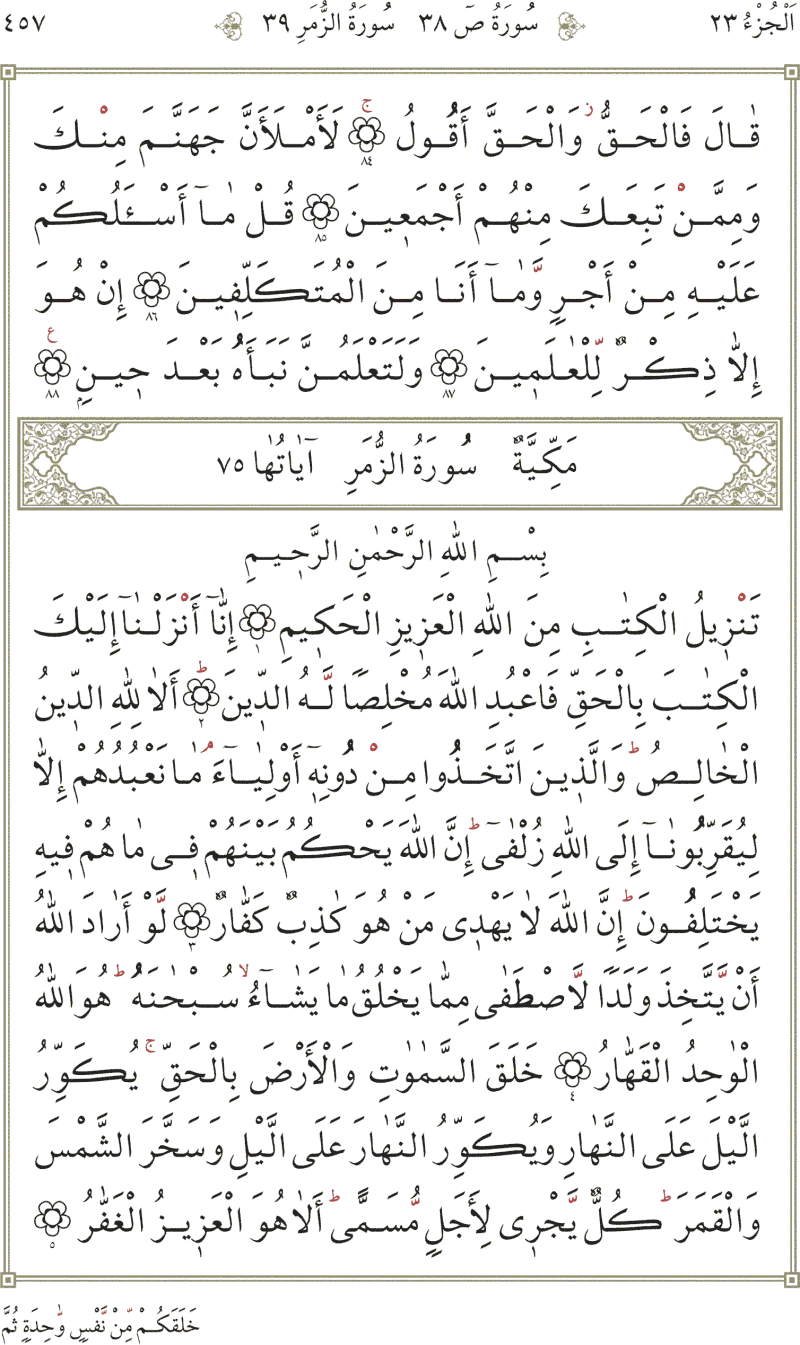 اَلْجُزْءُ ٢٣ سُورَةُ صٓ ٣٨ سُورَةُ الزُّمَرِ ٣٩ ٤٥٧
قَالَ فَالْحَقُّ ز وَالْحَقَّ أَقُولُ ج ٨٤ لَأَمْلَأَنَّ جَهَنَّمَ مِنْكَ
وَمِمَّنْ تَبِعَكَ مِنْهُمْ أَجْمَعِينَ ٨٥ قُلْ مَآ أَسْـَٔلُكُمْ
عَلَيْهِ مِنْ أَجْرٍ وَّمَآ أَنَا مِنَ الْمُتَكَلِّفِينَ ٨٦ إِنْ هُوَ
إِلَّا ذِكْرٌ لِّلْعٰلَمِينَ ٨٧ وَلَتَعْلَمُنَّ نَبَأَهُ بَعْدَ حِينٍ ع ٨٨
مَكِّيَّةٌ سُورَةُ الزُّمَرِ آيَاتُهَا ٧٥
بِسْمِ اللّٰهِ الرَّحْمٰنِ الرَّحِيمِ
تَنْزِيلُ الْكِتٰبِ مِنَ اللّٰهِ الْعَزِيزِ الْحَكِيمِ ١ إِنَّآ أَنْزَلْنَآ إِلَيْكَ
الْكِتٰبَ بِالْحَقِّ فَاعْبُدِ اللّٰهَ مُخْلِصًا لَّهُ الدِّينَ ط ٢ أَلَا لِلّٰهِ الدِّينُ
الْخَالِصُ ط وَالَّذِينَ اتَّخَذُوا مِنْ دُونِهٖٓ أَوْلِيَآءَ م مَا نَعْبُدُهُمْ إِلَّا
لِيُقَرِّبُونَآ إِلَى اللّٰهِ زُلْفٰىٓ ط إِنَّ اللّٰهَ يَحْكُمُ بَيْنَهُمْ فِى مَا هُمْ فِيهِ
يَخْتَلِفُونَ ط إِنَّ اللّٰهَ لَا يَهْدِى مَنْ هُوَ كٰذِبٌ كَفَّارٌ ٣ لَّوْ أَرَادَ اللّٰهُ
أَنْ يَّتَّخِذَ وَلَدًا لَّاصْطَفٰى مِمَّا يَخْلُقُ مَا يَشَآءُ لا سُبْحٰنَهُ ط هُوَ اللّٰهُ
الْوٰحِدُ الْقَهَّارُ ٤ خَلَقَ السَّمٰوٰتِ وَالْأَرْضَ بِالْحَقِّ ج يُكَوِّرُ
الَّيْلَ عَلَى النَّهَارِ وَيُكَوِّرُ النَّهَارَ عَلَى الَّيْلِ وَسَخَّرَ الشَّمْسَ
وَالْقَمَرَ ط كُلٌّ يَّجْرِى لِأَجَلٍ مُّسَمًّى ط أَلَا هُوَ الْعَزِيزُ الْغَفّٰرُ ٥
خَلَقَكُمْ مِّنْ نَّفْسٍ وّٰحِدَةٍ ثُمَّ